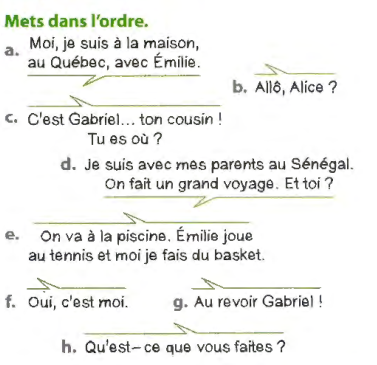 Mets dans l'ordre.
a. Moi, je suis à la maison,
au Québec, avec Émilie.
b. Allô, Alice ?
c. C'est Gabriel... ton cousin !
Tu es où ?
d. Je suis avec mes parents au Sénégal.
On fait un grand voyage. Et toi ?
e. On va à la piscine. Émilie joue
au tennis et moi je fais du basket.
f. Oui, c'est moi.
g. Au revoir Gabriel !
h. Qu'est-ce que vous faites ?